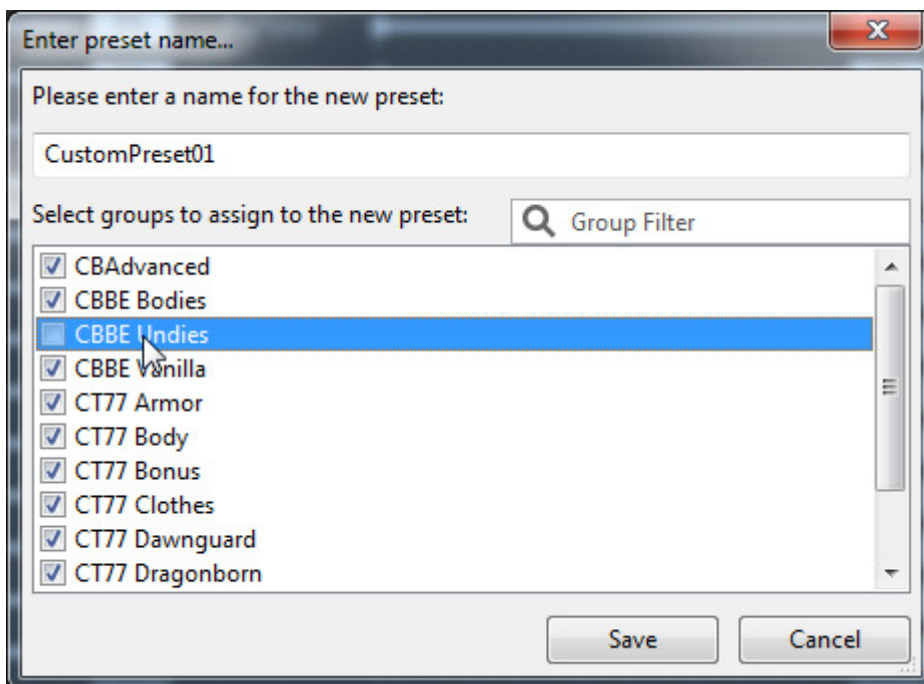 Enter preset name...
Please enter a name for the new preset:
CustomPreset01
Select groups to assign to the new preset:
Group Filter
CBAdvanced
CBBE Bodies
CBBE Undies
CBBE Vanilla
CT77 Armor
CT77 Body
CT77 Bonus
CT77 Clothes
CT77 Dawnguard
CT77 Dragonborn
Save
Cancel